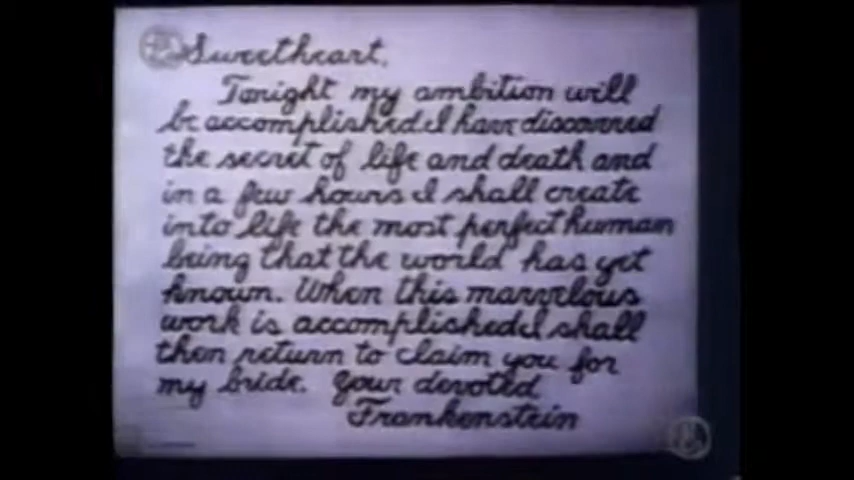 Sweetheart,
Tonight my ambition will
be accomplished. I have discovered
the secret of life and death and
in a few hours I shall create
into life the most perfect human
being that the world has yet
known. When this marvelous
work is accomplished I shall
then return to claim you for
my bride. Your devoted
Frankenstein